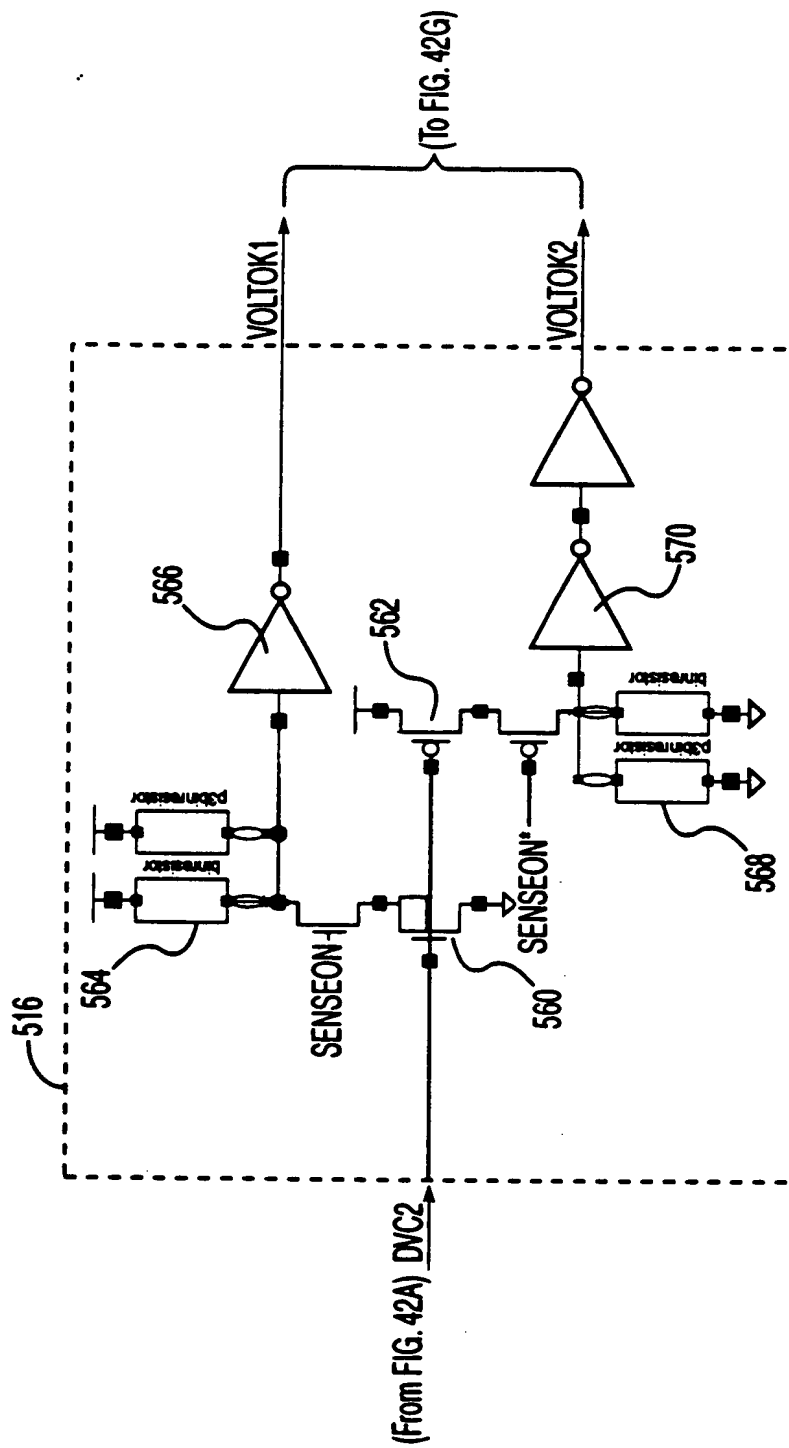 516
564
binresistor
p3binresistor
566
VOLTOK1
(To FIG. 42G)
SENSEON
562
(From FIG. 42A) DVC2
560
SENSEON*
VOLTOK2
570
568
p3binresistor
binresistor